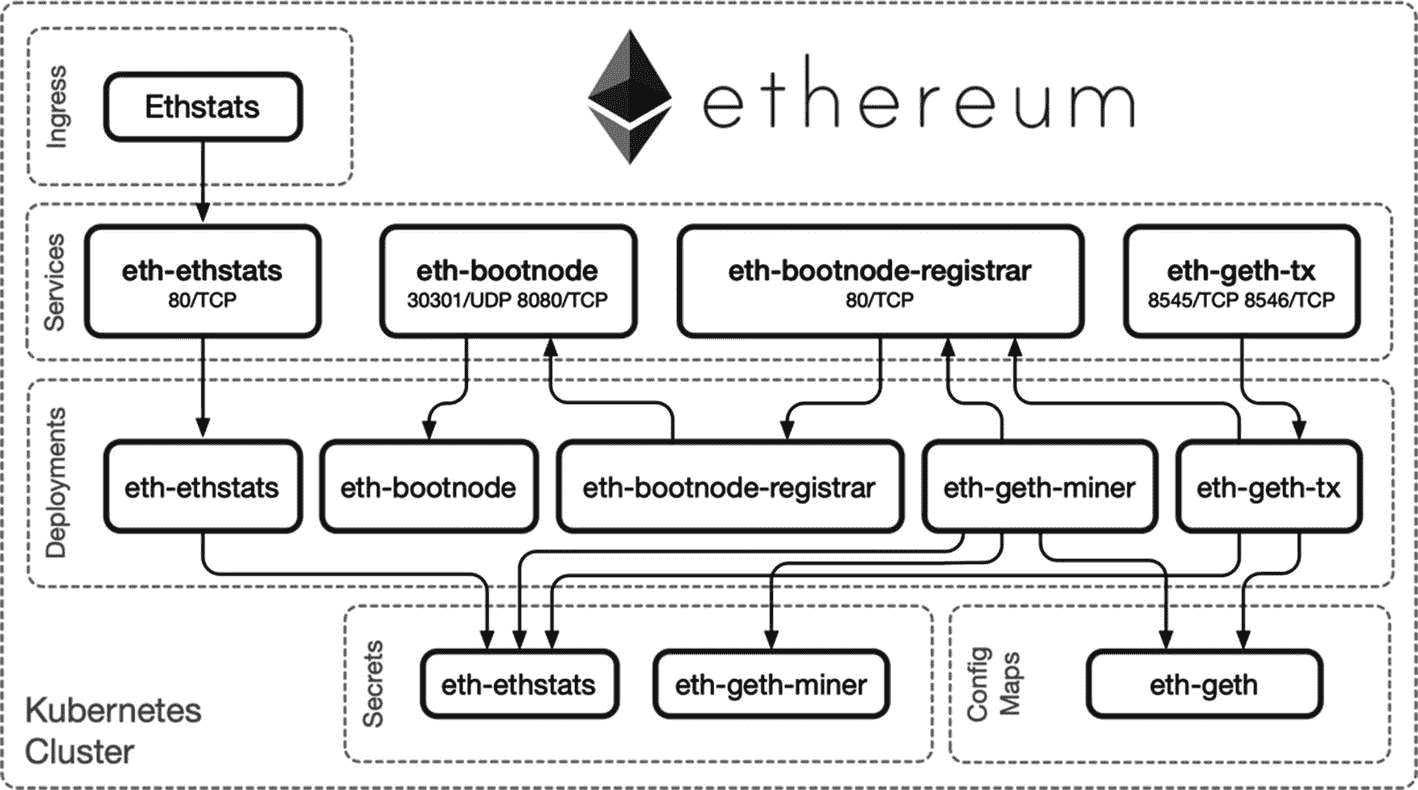 Ingress
Ethstats
ethereum
Services
eth-ethstats
80/TCP
eth-bootnode
30301/UDP 8080/TCP
eth-bootnode-registrar
80/TCP
eth-geth-tx
8545/TCP 8546/TCP
Deployments
eth-ethstats
eth-bootnode
eth-bootnode-registrar
eth-geth-miner
eth-geth-tx
Secrets
eth-ethstats
eth-geth-miner
Config
Maps
eth-geth
Kubernetes
Cluster